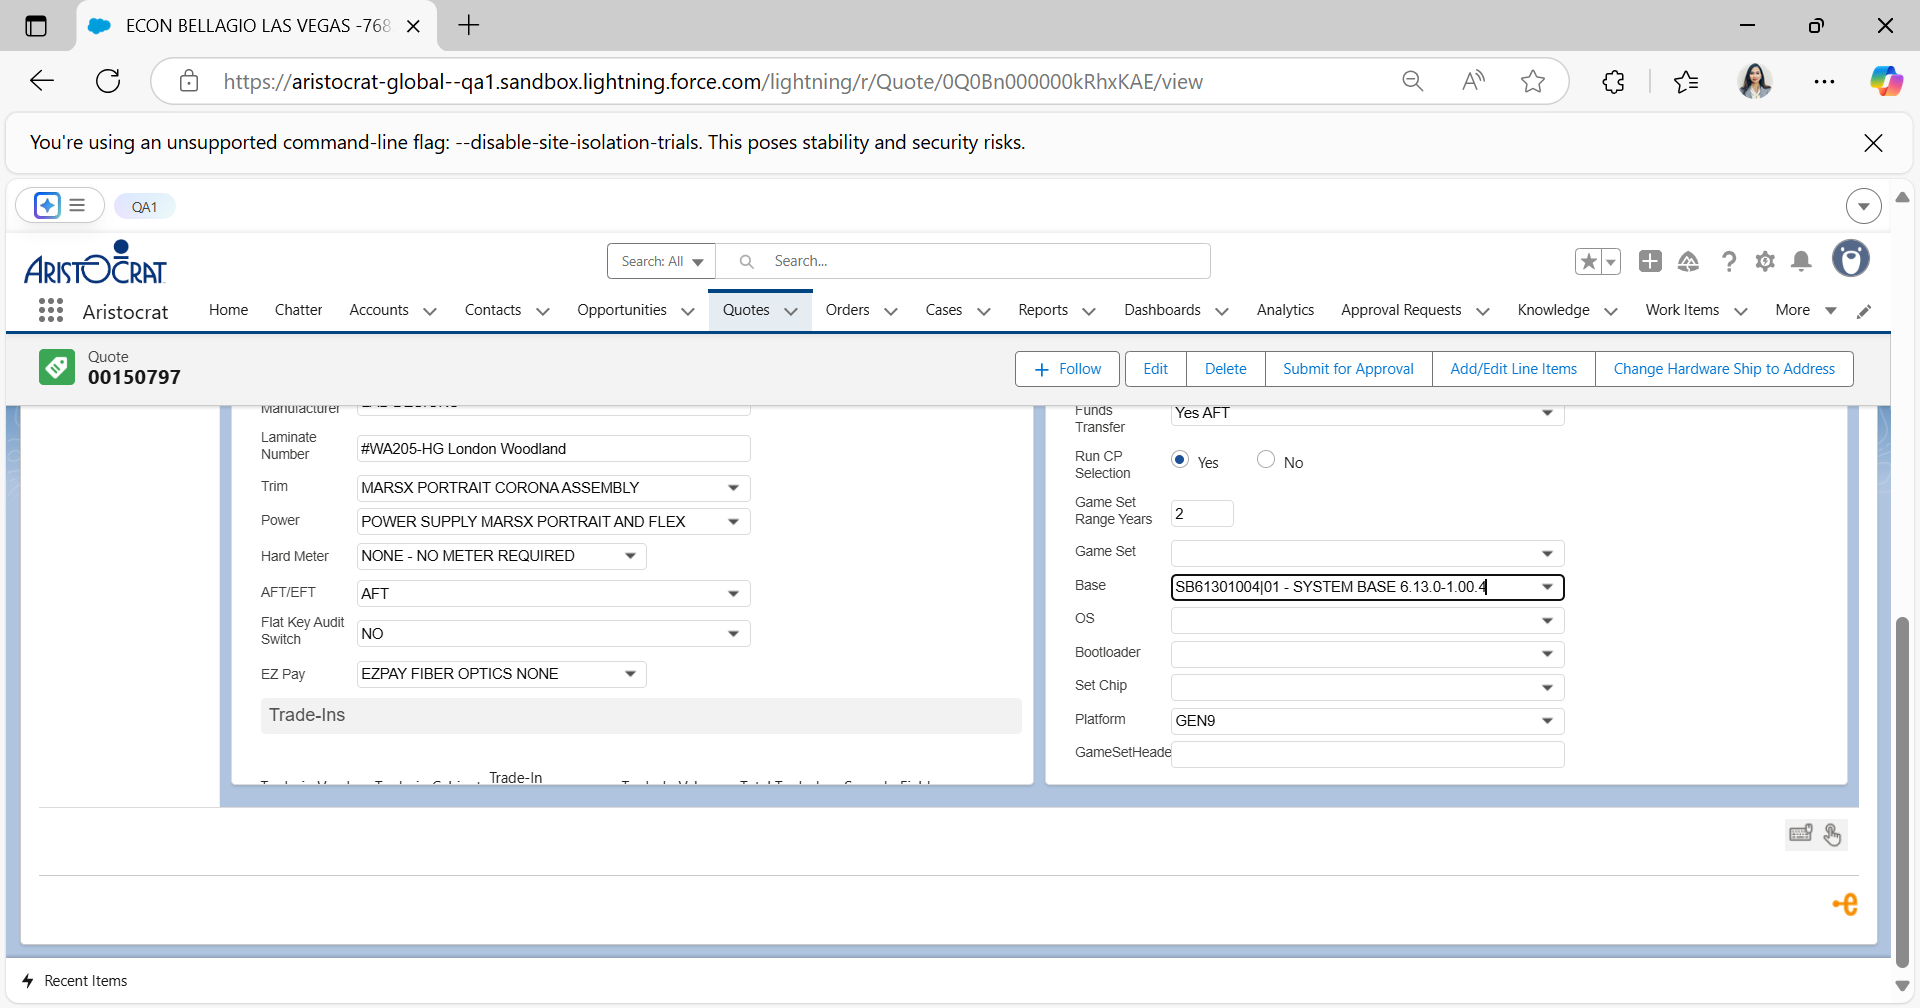 ECON BELLAGIO LAS VEGAS -768
https://aristocrat-global--qa1.sandbox.lightning.force.com/lightning/r/Quote/0Q0Bn000000kRhxKAE/view
You're using an unsupported command-line flag: --disable-site-isolation-trials. This poses stability and security risks.
QA1
ARISTOCRAT
Search: All
Search...
Aristocrat
Home
Chatter
Accounts
Contacts
Opportunities
Quotes
Orders
Cases
Reports
Dashboards
Analytics
Approval Requests
Knowledge
Work Items
More
Quote
00150797
Follow
Edit
Delete
Submit for Approval
Add/Edit Line Items
Change Hardware Ship to Address
Manufacturer
Laminate
Number
#WA205-HG London Woodland
Trim
MARSX PORTRAIT CORONA ASSEMBLY
Power
POWER SUPPLY MARSX PORTRAIT AND FLEX
Hard Meter
NONE - NO METER REQUIRED
AFT/EFT
AFT
Flat Key Audit
Switch
NO
EZ Pay
EZPAY FIBER OPTICS NONE
Trade-Ins
Trade-In
Funds
Transfer
Yes AFT
Run CP
Selection
Yes
No
Game Set
Range Years
2
Game Set
Base
SB61301004|01 - SYSTEM BASE 6.13.0-1.00.4
OS
Bootloader
Set Chip
Platform
GEN9
GameSetHeade
Recent Items